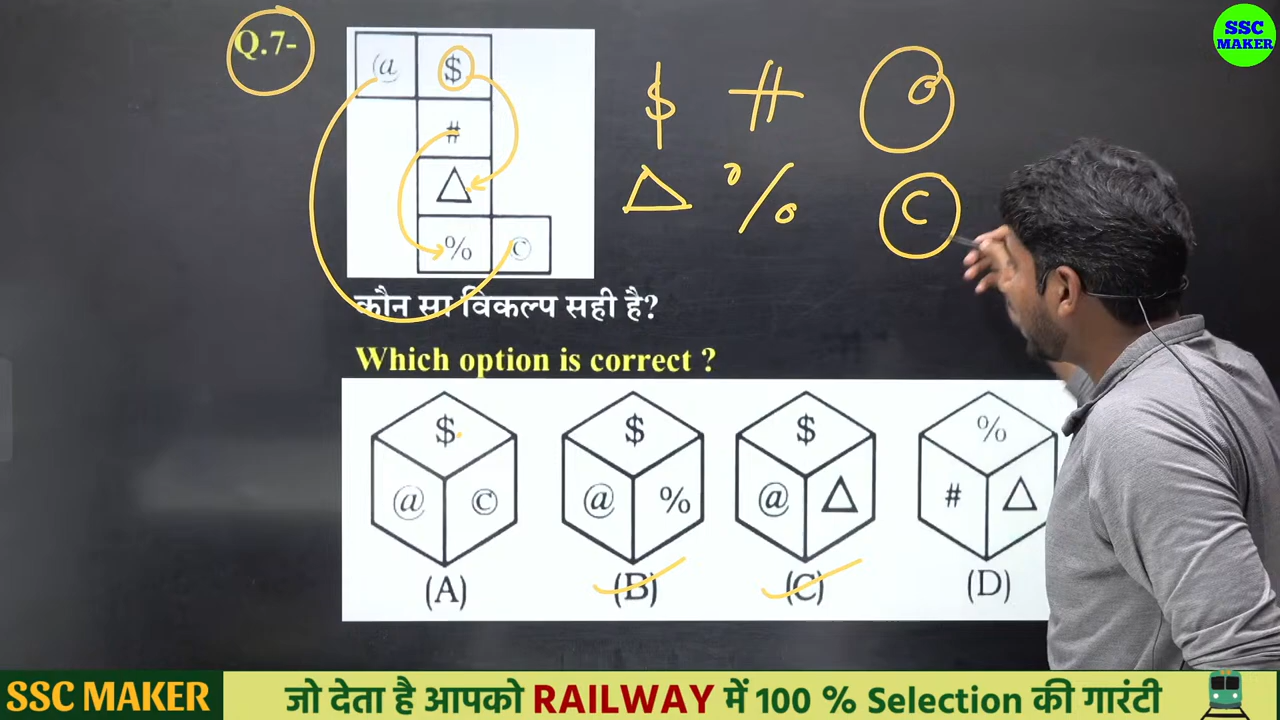 SSC
MAKER
Q.7-
@ $
#
△
% ©
$ # @
△ % C
कौन सा विकल्प सही है?
Which option is correct ?
$ @ ©
$ @ %
$ @ △
% # △
(A) (B) (C) (D)
SSC MAKER जो देता है आपको RAILWAY में 100 % Selection की गारंटी